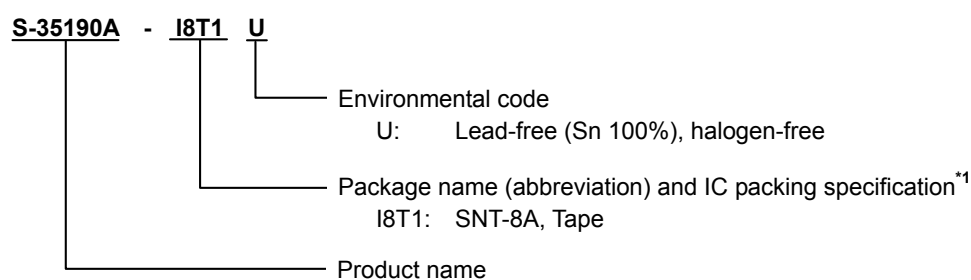 S-35190A - I8T1 U
Environmental code
U: Lead-free (Sn 100%), halogen-free
Package name (abbreviation) and IC packing specification*1
I8T1: SNT-8A, Tape
Product name